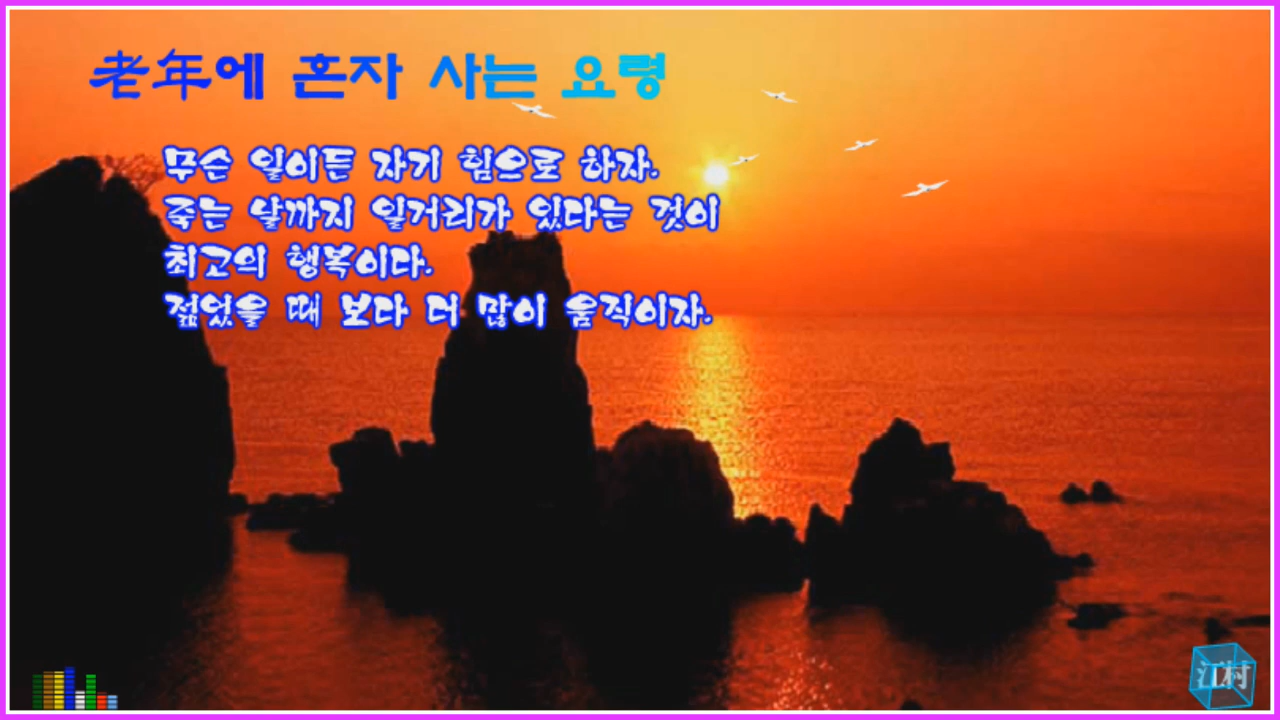 老年에 혼자 사는 요령
무슨 일이든 자기 힘으로 하자.
죽는 날까지 일거리가 있다는 것이
최고의 행복이다.
젊었을 때 보다 더 많이 움직이자.
江村